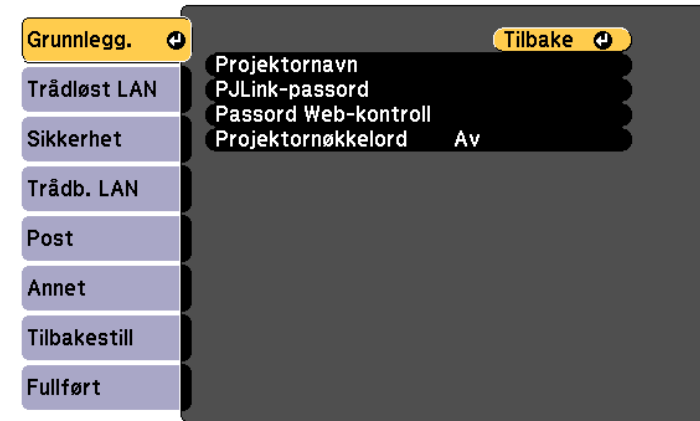 Grunnlegg.
Trådløst LAN
Sikkerhet
Trådb. LAN
Post
Annet
Tilbakestill
Fullført
Tilbake
Projektornavn
PJLink-passord
Passord Web-kontroll
Projektornøkkelord Av